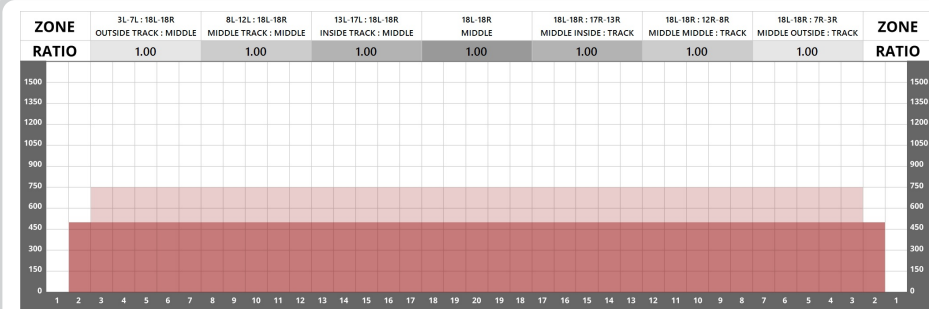 ZONE 3L-7L : 18L-18R 8L-12L : 18L-18R 13L-17L : 18L-18R 18L-18R 18L-18R : 17R-13R 18L-18R : 12R-8R 18L-18R : 7R-3R ZONE
OUTSIDE TRACK : MIDDLE MIDDLE TRACK : MIDDLE INSIDE TRACK : MIDDLE MIDDLE MIDDLE INSIDE : TRACK MIDDLE MIDDLE : TRACK MIDDLE OUTSIDE : TRACK
RATIO 1.00 1.00 1.00 1.00 1.00 1.00 1.00 RATIO
1500 1500
1350 1350
1200 1200
1050 1050
900 900
750 750
600 600
450 450
300 300
150 150
0 0
1 2 3 4 5 6 7 8 9 10 11 12 13 14 15 16 17 18 19 20 19 18 17 16 15 14 13 12 11 10 9 8 7 6 5 4 3 2 1